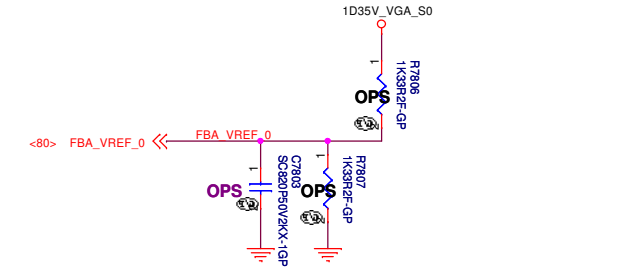 1D35V_VGA_S0
1
R7806
1K33R2F-GP
OPS
<80> FBA_VREF_0
FBA_VREF_0
1
C7803
SC820P50V2KX-1GP
OPS
1
R7807
1K33R2F-GP
OPS